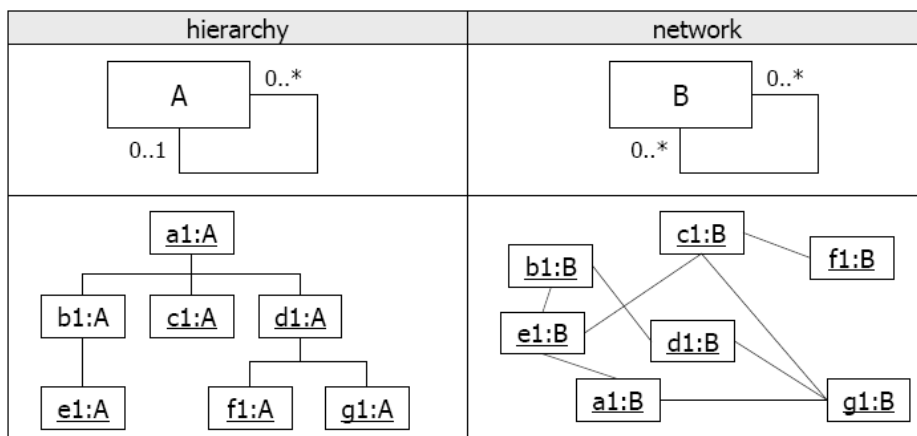 hierarchy
network
A
0..*
0..1
B
0..*
0..*
a1:A
b1:A
c1:A
d1:A
e1:A
f1:A
g1:A
c1:B
f1:B
b1:B
e1:B
d1:B
a1:B
g1:B